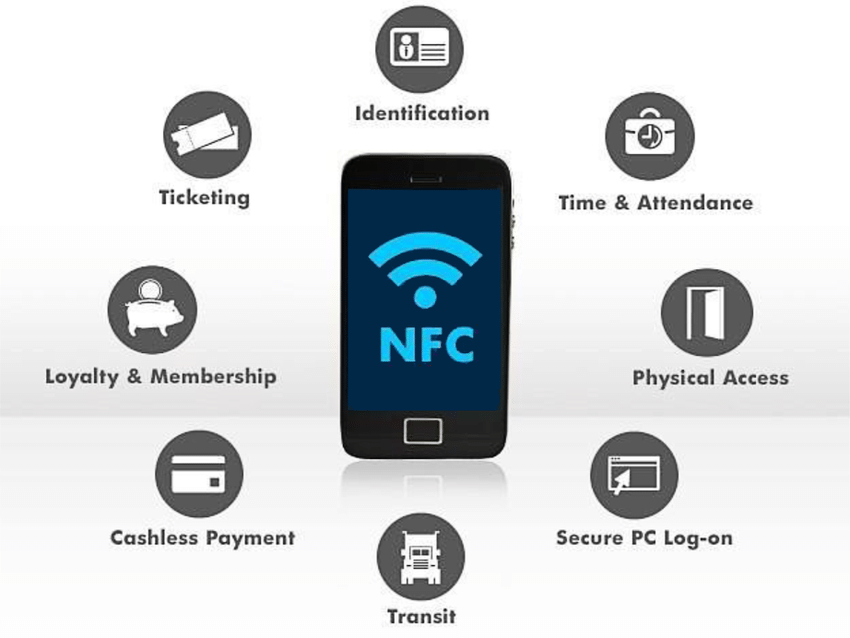 Identification
Ticketing
Time & Attendance
NFC
Loyalty & Membership
Physical Access
Cashless Payment
Secure PC Log-on
Transit